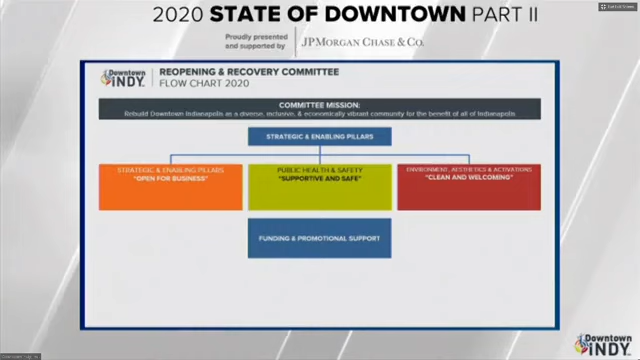 2020 STATE OF DOWNTOWN PART II
Proudly presented
and supported by
JPMORGAN CHASE & CO.
Downtown
iNDY.
REOPENING & RECOVERY COMMITTEE
FLOW CHART 2020
COMMITTEE MISSION:
Rebuild Downtown Indianapolis as a diverse, inclusive, & economically vibrant community for the benefit of all of Indianapolis
STRATEGIC & ENABLING PILLARS
STRATEGIC & ENABLING PILLARS
"OPEN FOR BUSINESS"
PUBLIC HEALTH & SAFETY
"SUPPORTIVE AND SAFE"
ENVIRONMENT, AESTHETICS & ACTIVATIONS
"CLEAN AND WELCOMING"
FUNDING & PROMOTIONAL SUPPORT
Downtown
iNDY